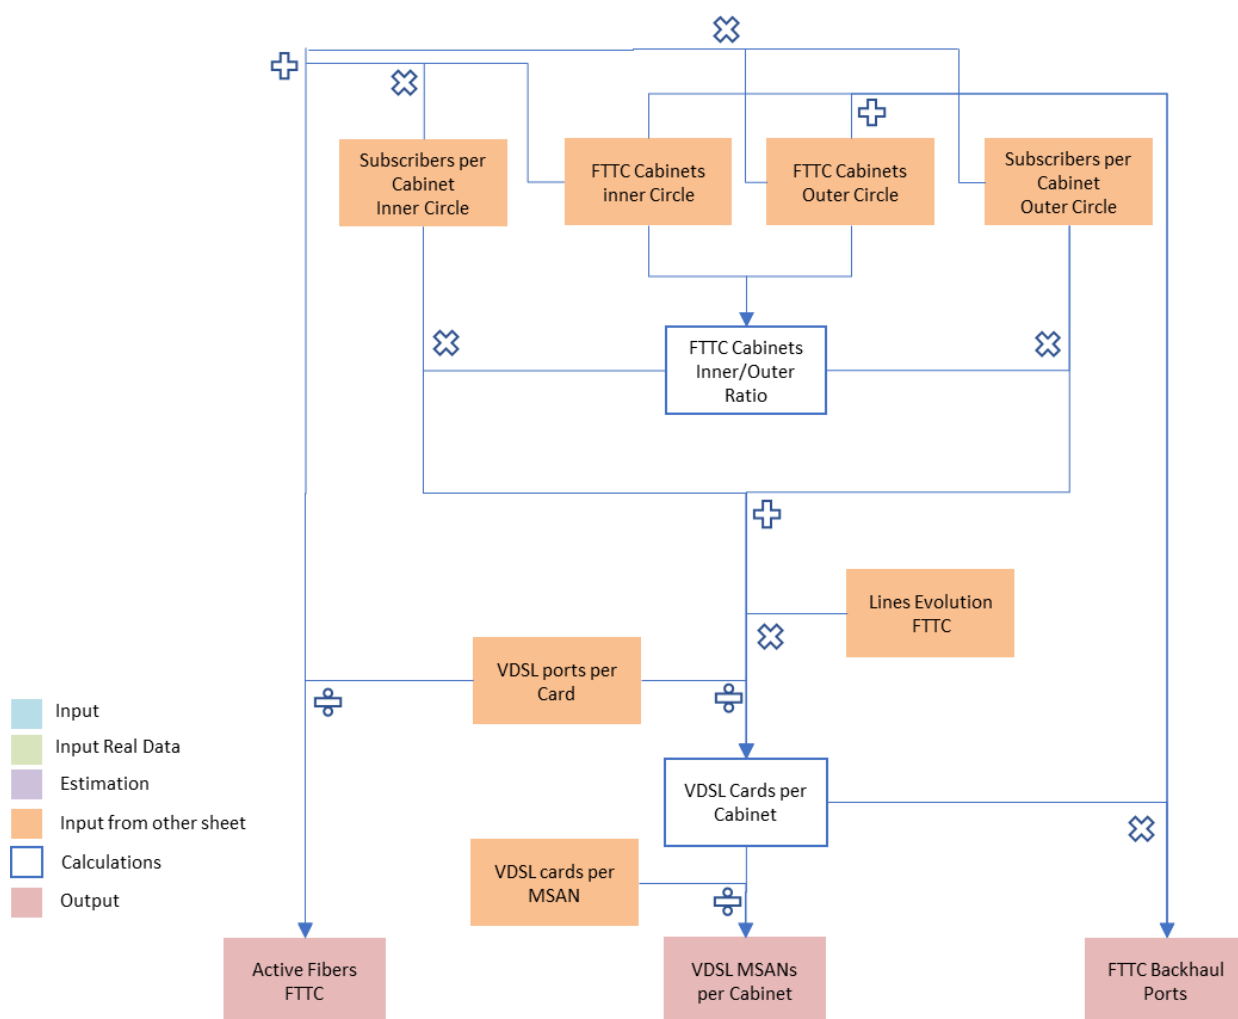 Subscribers per
Cabinet
Inner Circle
FTTC Cabinets
inner Circle
FTTC Cabinets
Outer Circle
Subscribers per
Cabinet
Outer Circle
FTTC Cabinets
Inner/Outer
Ratio
Lines Evolution
FTTC
VDSL ports per
Card
VDSL Cards per
Cabinet
VDSL cards per
MSAN
Input
Input Real Data
Estimation
Input from other sheet
Calculations
Output
Active Fibers
FTTC
VDSL MSANs
per Cabinet
FTTC Backhaul
Ports